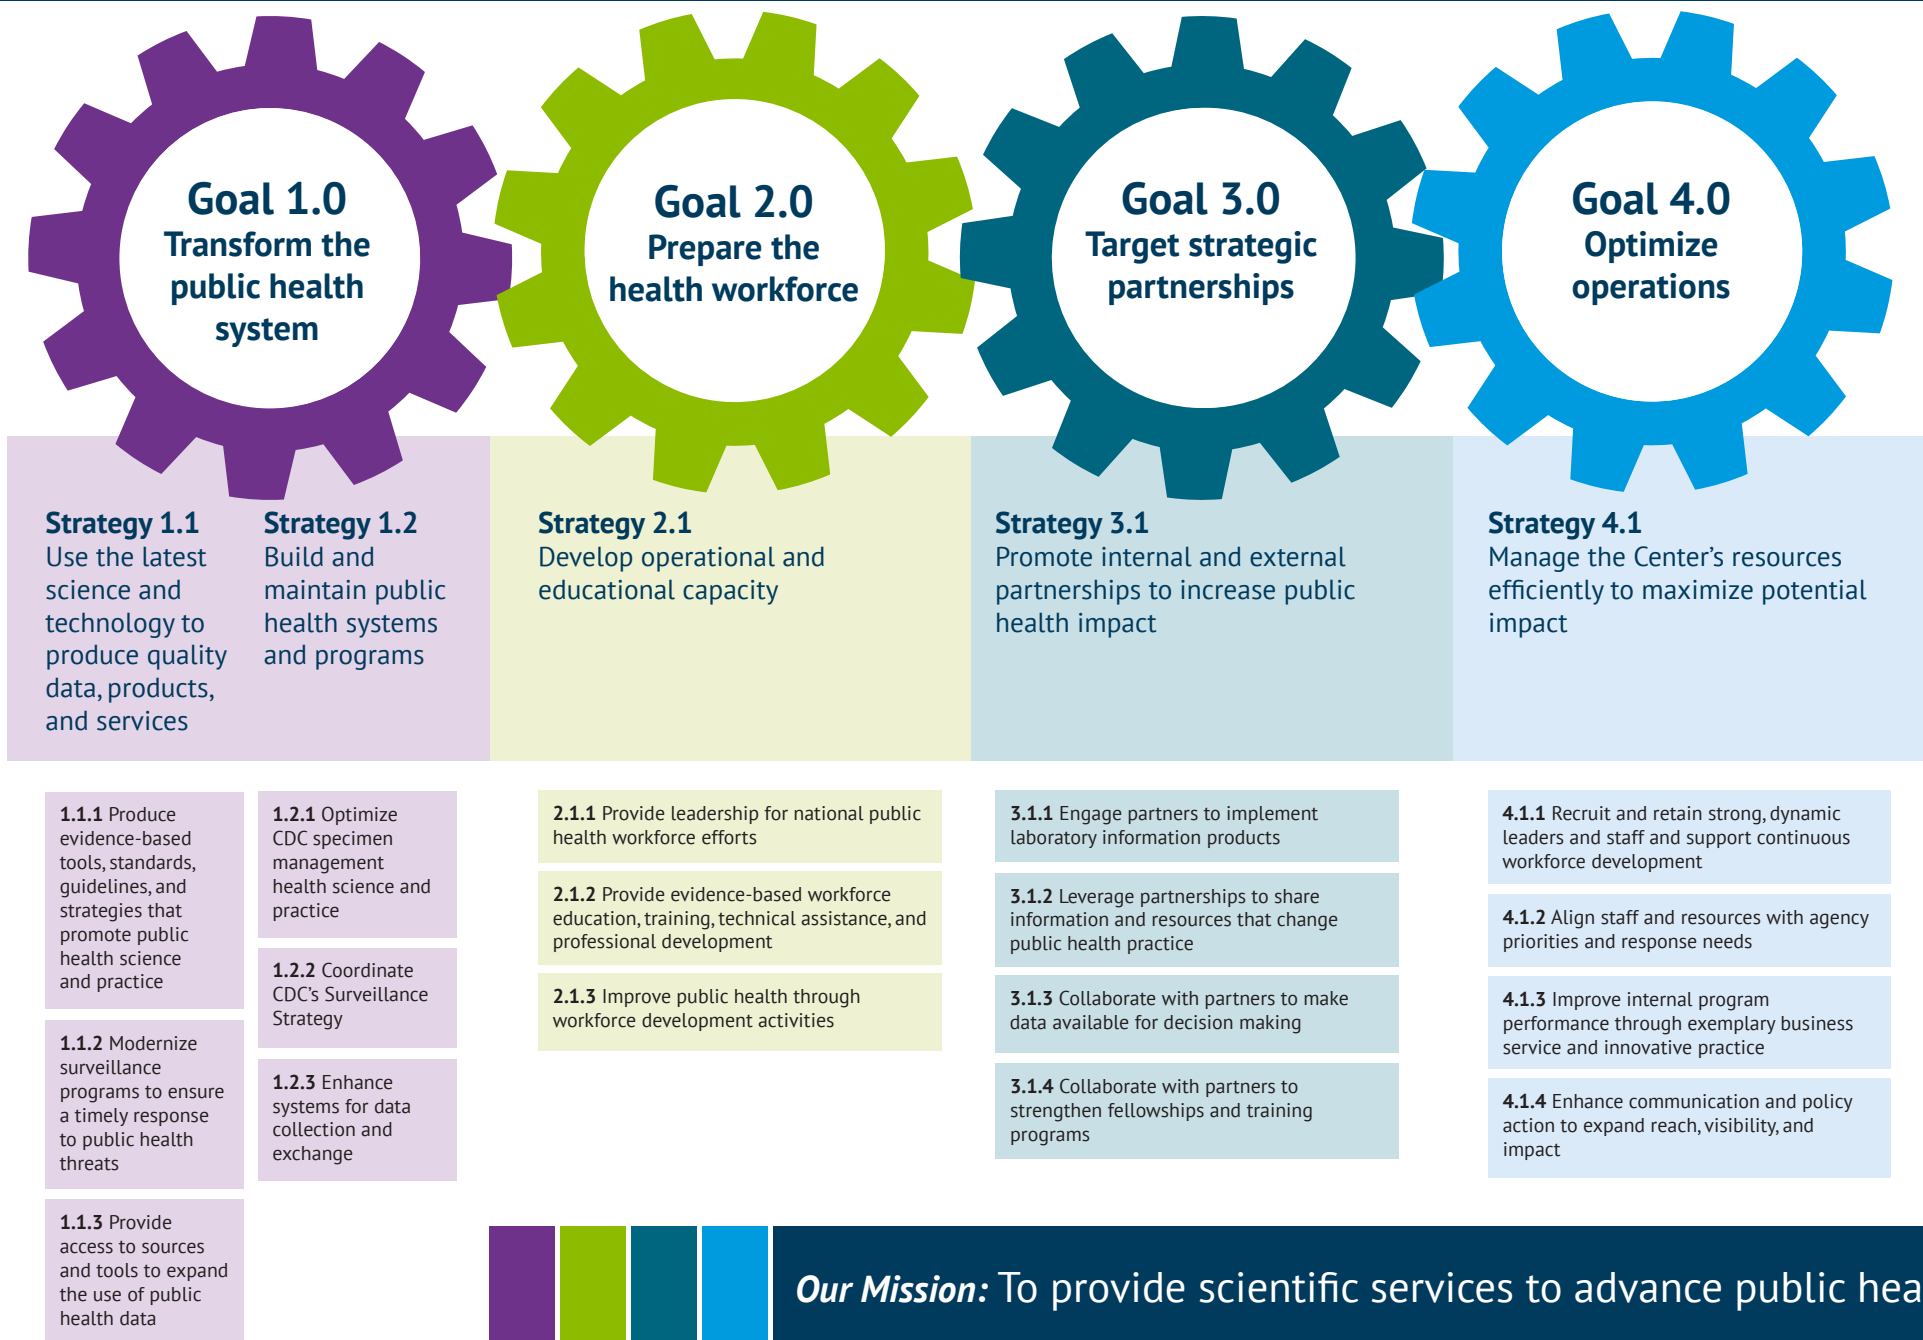 Goal 1.0
Transform the
public health
system
Goal 2.0
Prepare the
health workforce
Goal 3.0
Target strategic
partnerships
Goal 4.0
Optimize
operations
Strategy 1.1
Use the latest
science and
technology to
produce quality
data, products,
and services
Strategy 1.2
Build and
maintain public
health systems
and programs
Strategy 2.1
Develop operational and
educational capacity
Strategy 3.1
Promote internal and external
partnerships to increase public
health impact
Strategy 4.1
Manage the Center’s resources
efficiently to maximize potential
impact
1.1.1 Produce
evidence-based
tools, standards,
guidelines, and
strategies that
promote public
health science
and practice
1.1.2 Modernize
surveillance
programs to ensure
a timely response
to public health
threats
1.1.3 Provide
access to sources
and tools to expand
the use of public
health data
1.2.1 Optimize
CDC specimen
management
health science and
practice
1.2.2 Coordinate
CDC’s Surveillance
Strategy
1.2.3 Enhance
systems for data
collection and
exchange
2.1.1 Provide leadership for national public
health workforce efforts
2.1.2 Provide evidence-based workforce
education, training, technical assistance, and
professional development
2.1.3 Improve public health through
workforce development activities
3.1.1 Engage partners to implement
laboratory information products
3.1.2 Leverage partnerships to share
information and resources that change
public health practice
3.1.3 Collaborate with partners to make
data available for decision making
3.1.4 Collaborate with partners to
strengthen fellowships and training
programs
4.1.1 Recruit and retain strong, dynamic
leaders and staff and support continuous
workforce development
4.1.2 Align staff and resources with agency
priorities and response needs
4.1.3 Improve internal program
performance through exemplary business
service and innovative practice
4.1.4 Enhance communication and policy
action to expand reach, visibility, and
impact
Our Mission: To provide scientific services to advance public hea